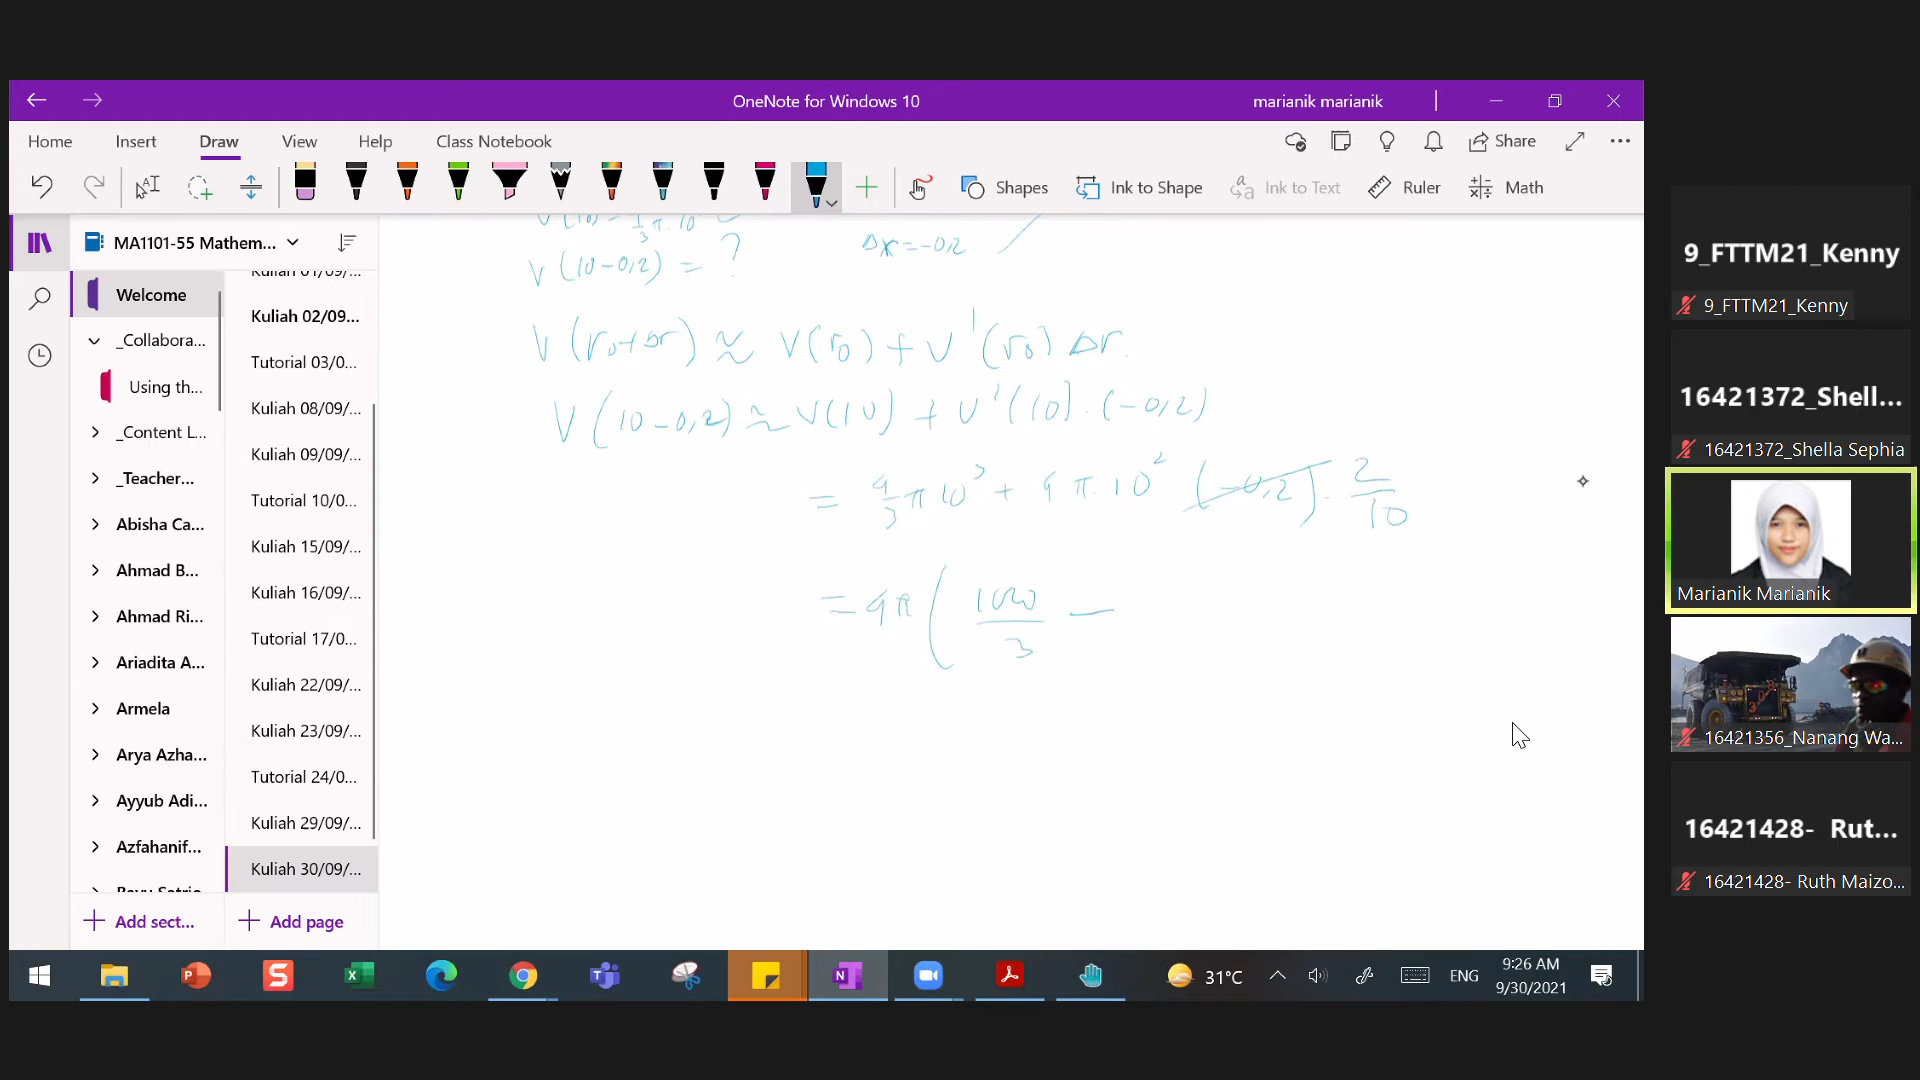 OneNote for Windows 10
marianik marianik
Home Insert Draw View Help Class Notebook
Share
Shapes Ink to Shape Ink to Text Ruler Math
MA1101-55 Mathem...
Welcome
_Collabora...
Using th...
_Content L...
_Teacher...
Abisha Ca...
Ahmad B...
Ahmad Ri...
Ariadita A...
Armela
Arya Azha...
Ayyub Adi...
Azfahanif...
Add sect...
Kuliah 01/09/...
Kuliah 02/09...
Tutorial 03/0...
Kuliah 08/09/...
Kuliah 09/09/...
Tutorial 10/0...
Kuliah 15/09/...
Kuliah 16/09/...
Tutorial 17/0...
Kuliah 22/09/...
Kuliah 23/09/...
Tutorial 24/0...
Kuliah 29/09/...
Kuliah 30/09/...
Add page
V(10-0,2) = ?
Δx = -0,2
V(r0+Δr) ≈ V(r0) + V'(r0) Δr.
V(10-0,2) ≈ V(10) + V'(10).(-0,2)
= 4/3 π 10³ + 4 π. 10² (-0,2) . 2/10
= 4π ( 1000/3 —
9_FTTM21_Kenny
9_FTTM21_Kenny
16421372_Shell...
16421372_Shella Sephia
Marianik Marianik
16421356_Nanang Wa...
16421428- Rut...
16421428- Ruth Maizo...
31°C
ENG
9:26 AM
9/30/2021